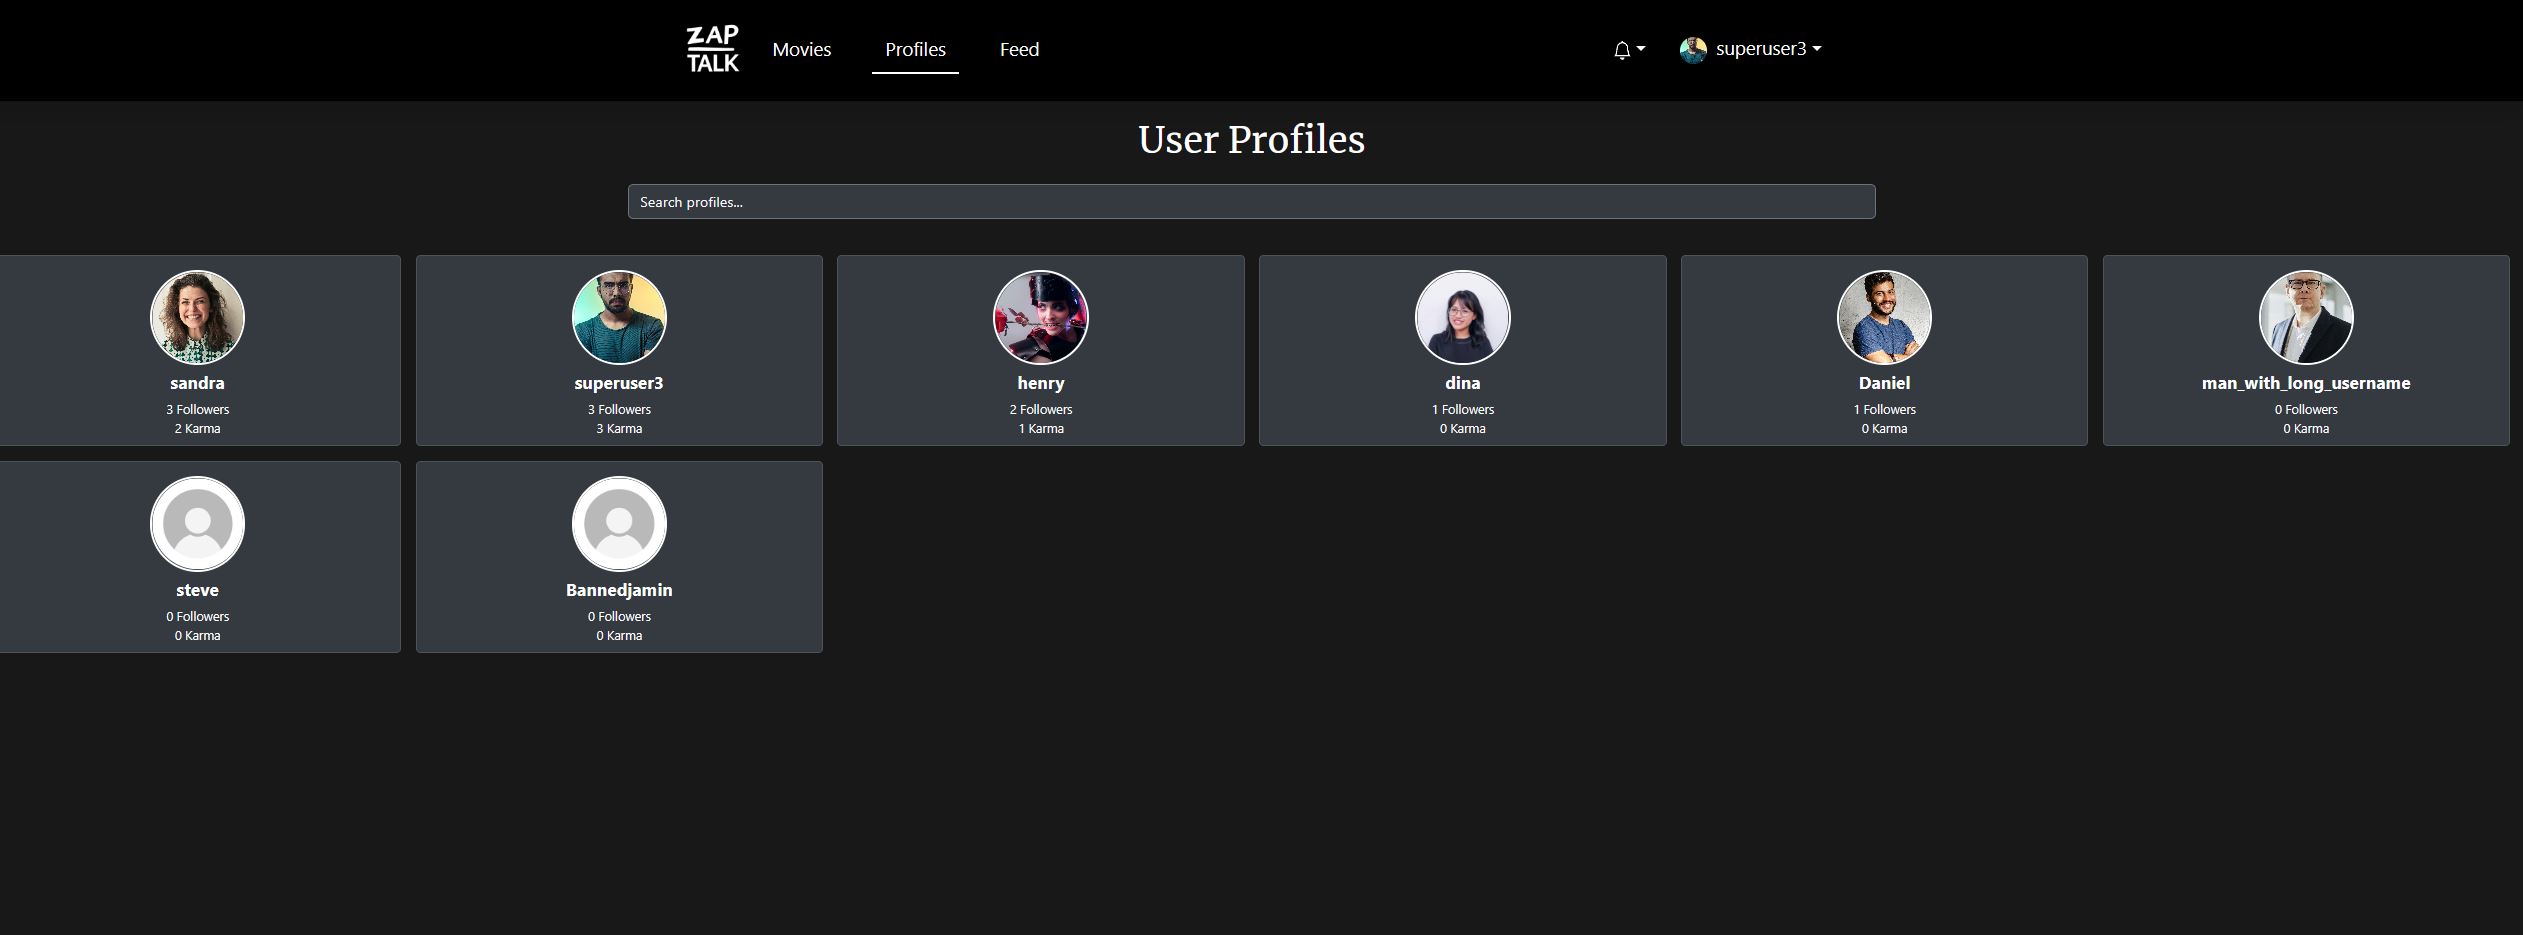 ZAP
TALK
Movies
Profiles
Feed
superuser3
User Profiles
Search profiles...
sandra
3 Followers
2 Karma
superuser3
3 Followers
3 Karma
henry
2 Followers
1 Karma
dina
1 Followers
0 Karma
Daniel
1 Followers
0 Karma
man_with_long_username
0 Followers
0 Karma
steve
0 Followers
0 Karma
Bannedjamin
0 Followers
0 Karma